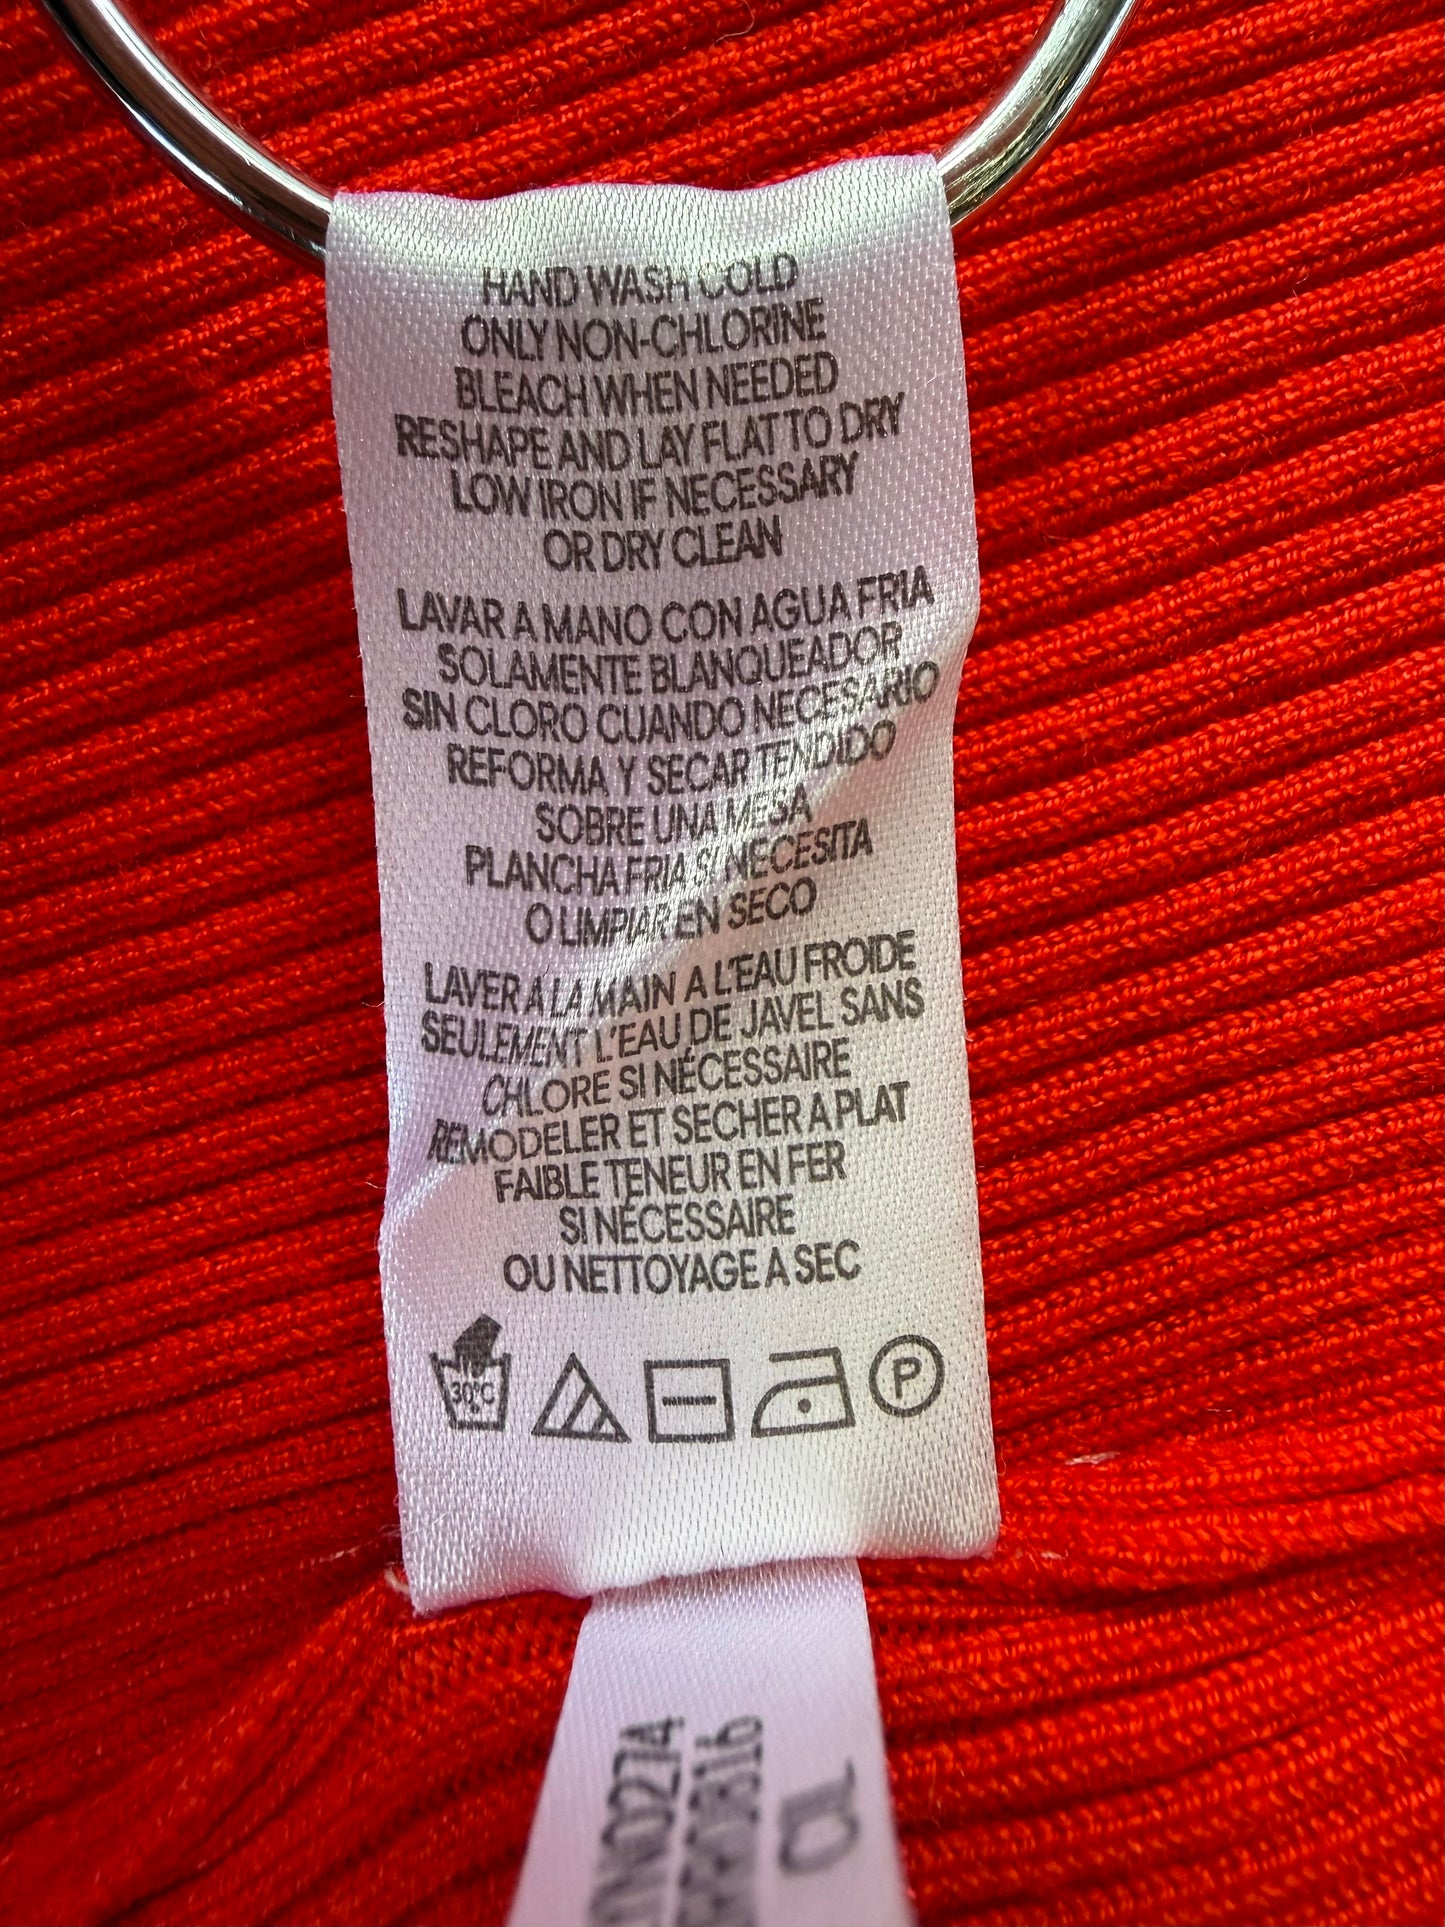 HAND WASH COLD
ONLY NON-CHLORINE
BLEACH WHEN NEEDED
RESHAPE AND LAY FLAT TO DRY
LOW IRON IF NECESSARY
OR DRY CLEAN
LAVAR A MANO CON AGUA FRIA
SOLAMENTE BLANQUEADOR
SIN CLORO CUANDO NECESARIO
REFORMA Y SECAR TENDIDO
SOBRE UNA MESA
PLANCHA FRIA SI NECESITA
O LIMPIAR EN SECO
LAVER A LA MAIN A L'EAU FROIDE
SEULEMENT L'EAU DE JAVEL SANS
CHLORE SI NÉCESSAIRE
REMODELER ET SECHER A PLAT
FAIBLE TENEUR EN FER
SI NÉCESSAIRE
OU NETTOYAGE A SEC
30°C P